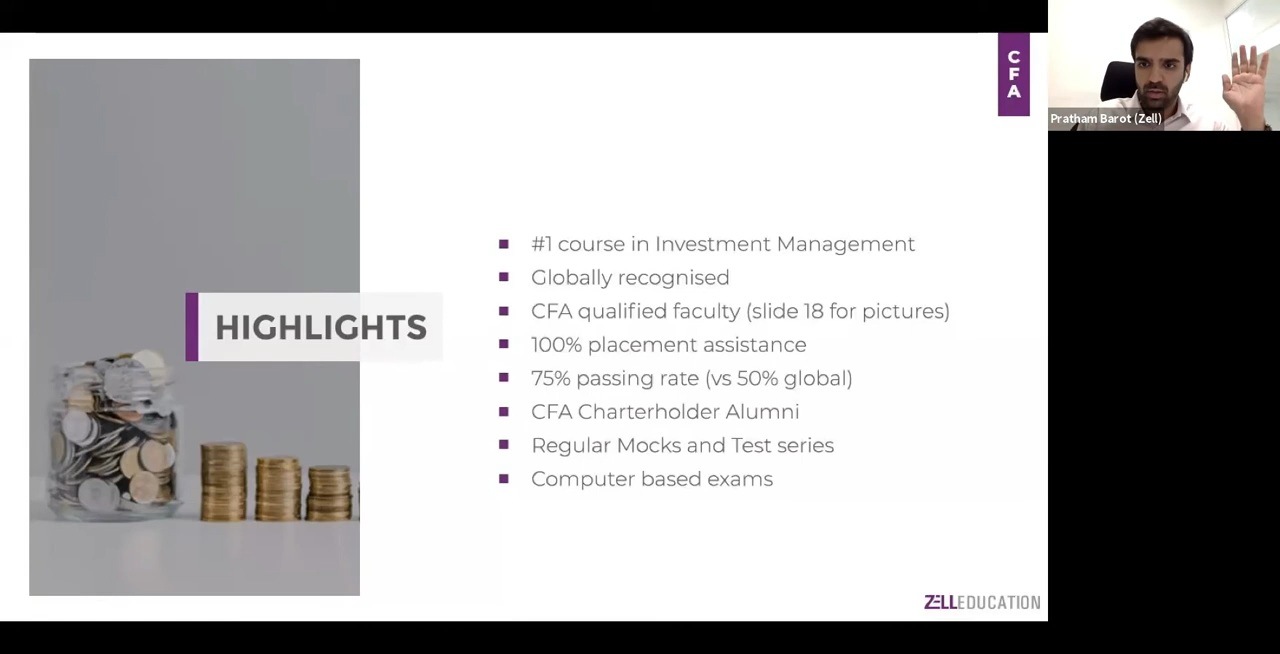 CFA
Pratham Barot (Zell)
HIGHLIGHTS
#1 course in Investment Management
Globally recognised
CFA qualified faculty (slide 18 for pictures)
100% placement assistance
75% passing rate (vs 50% global)
CFA Charterholder Alumni
Regular Mocks and Test series
Computer based exams
ZELLEDUCATION